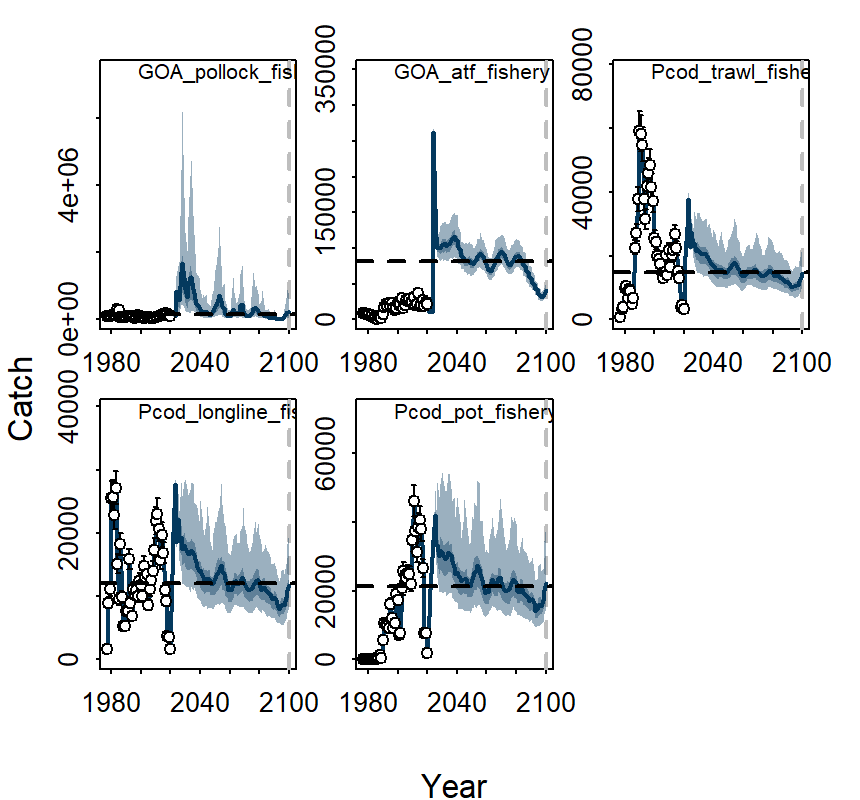 GOA_pollock_fis
GOA_atf_fishery
Pcod_trawl_fishe
0e+00 4e+06
0 150000 350000
0 40000 80000
1980 2040 2100
1980 2040 2100
1980 2040 2100
Catch
Pcod_longline_fis
Pcod_pot_fishery
0 20000 40000
0 20000 60000
1980 2040 2100
1980 2040 2100
Year